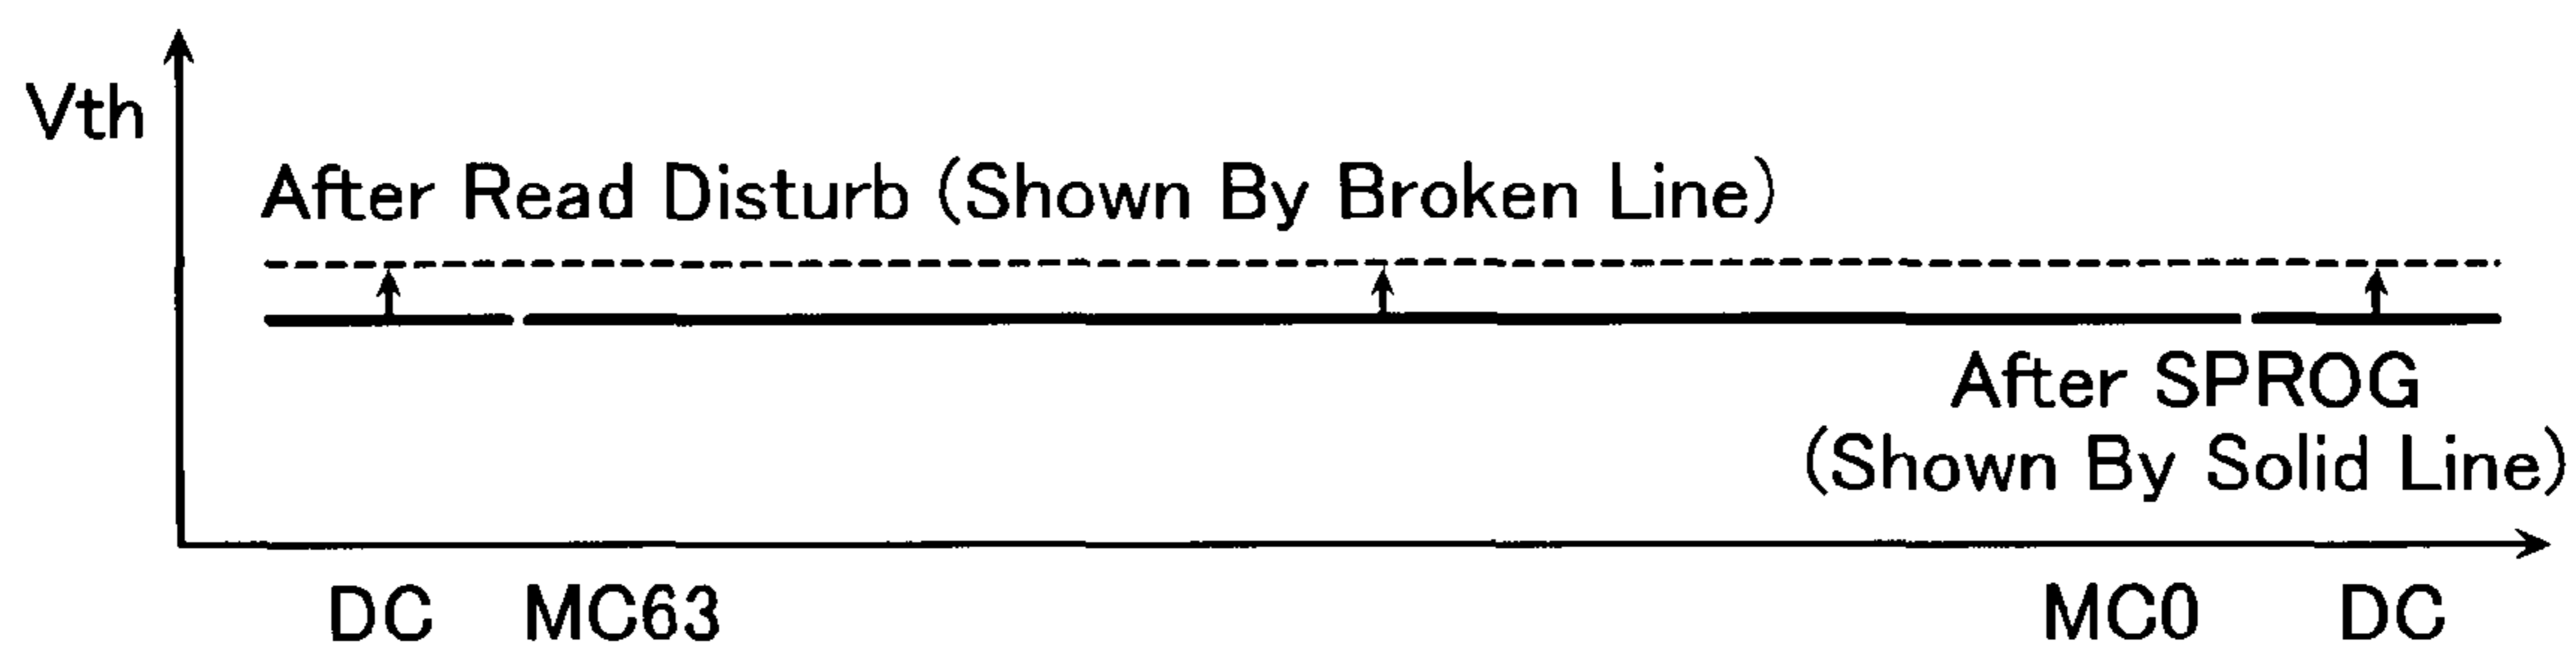 Vth
After Read Disturb (Shown By Broken Line)
After SPROG
(Shown By Solid Line)
DC MC63 MC0 DC